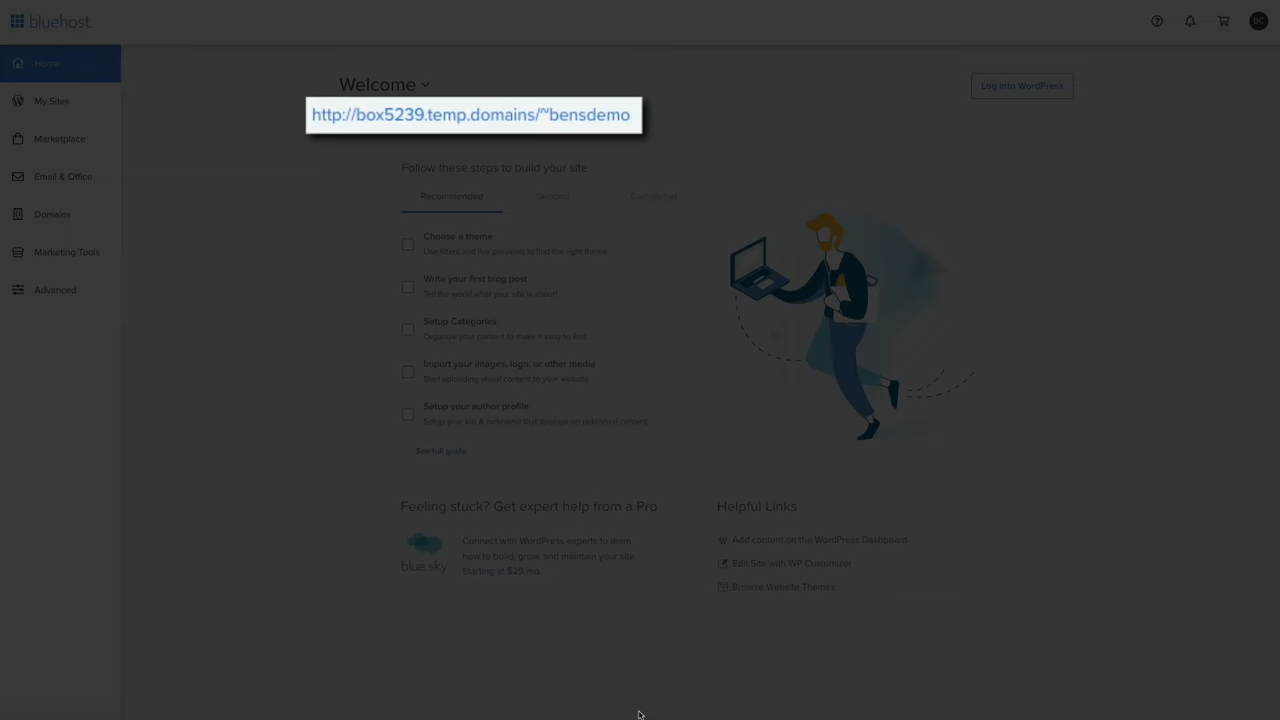 bluehost
BC
Home
My Sites
Marketplace
Email & Office
Domains
Marketing Tools
Advanced
Welcome
Log into WordPress
http://box5239.temp.domains/~bensdemo
Follow these steps to build your site
Recommended
Skipped
Completed
Choose a theme
Use filters and live previews to find the right theme.
Write your first blog post
Tell the world what your site is about!
Setup Categories
Organize your content to make it easy to find.
Import your images, logo, or other media
Start uploading visual content to your website.
Setup your author profile
Setup your bio & nickname that displays on published content.
See full guide
Feeling stuck? Get expert help from a Pro
blue sky
Connect with WordPress experts to learn
how to build, grow, and maintain your site.
Starting at $29/mo.
Helpful Links
Add content on the WordPress Dashboard
Edit Site with WP Customizer
Browse Website Themes